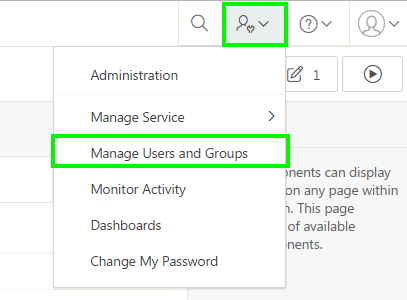 1
Administration
Manage Service
Manage Users and Groups
Monitor Activity
Dashboards
Change My Password
nents can display
on any page within
n. This page
of available
onents.